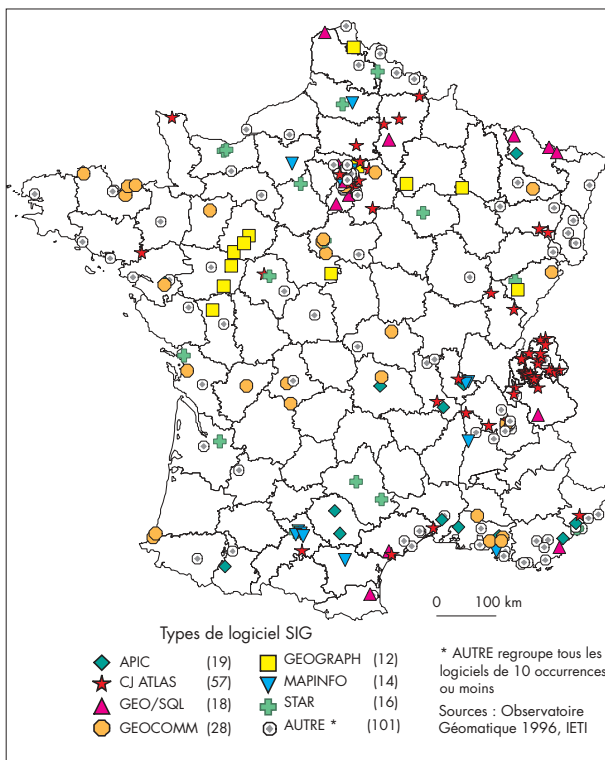 0 100 km
Types de logiciel SIG
APIC (19)
CJ ATLAS (57)
GEO/SQL (18)
GEOCOMM (28)
GEOGRAPH (12)
MAPINFO (14)
STAR (16)
AUTRE * (101)
* AUTRE regroupe tous les
logiciels de 10 occurrences
ou moins
Sources : Observatoire
Géomatique 1996, IETI